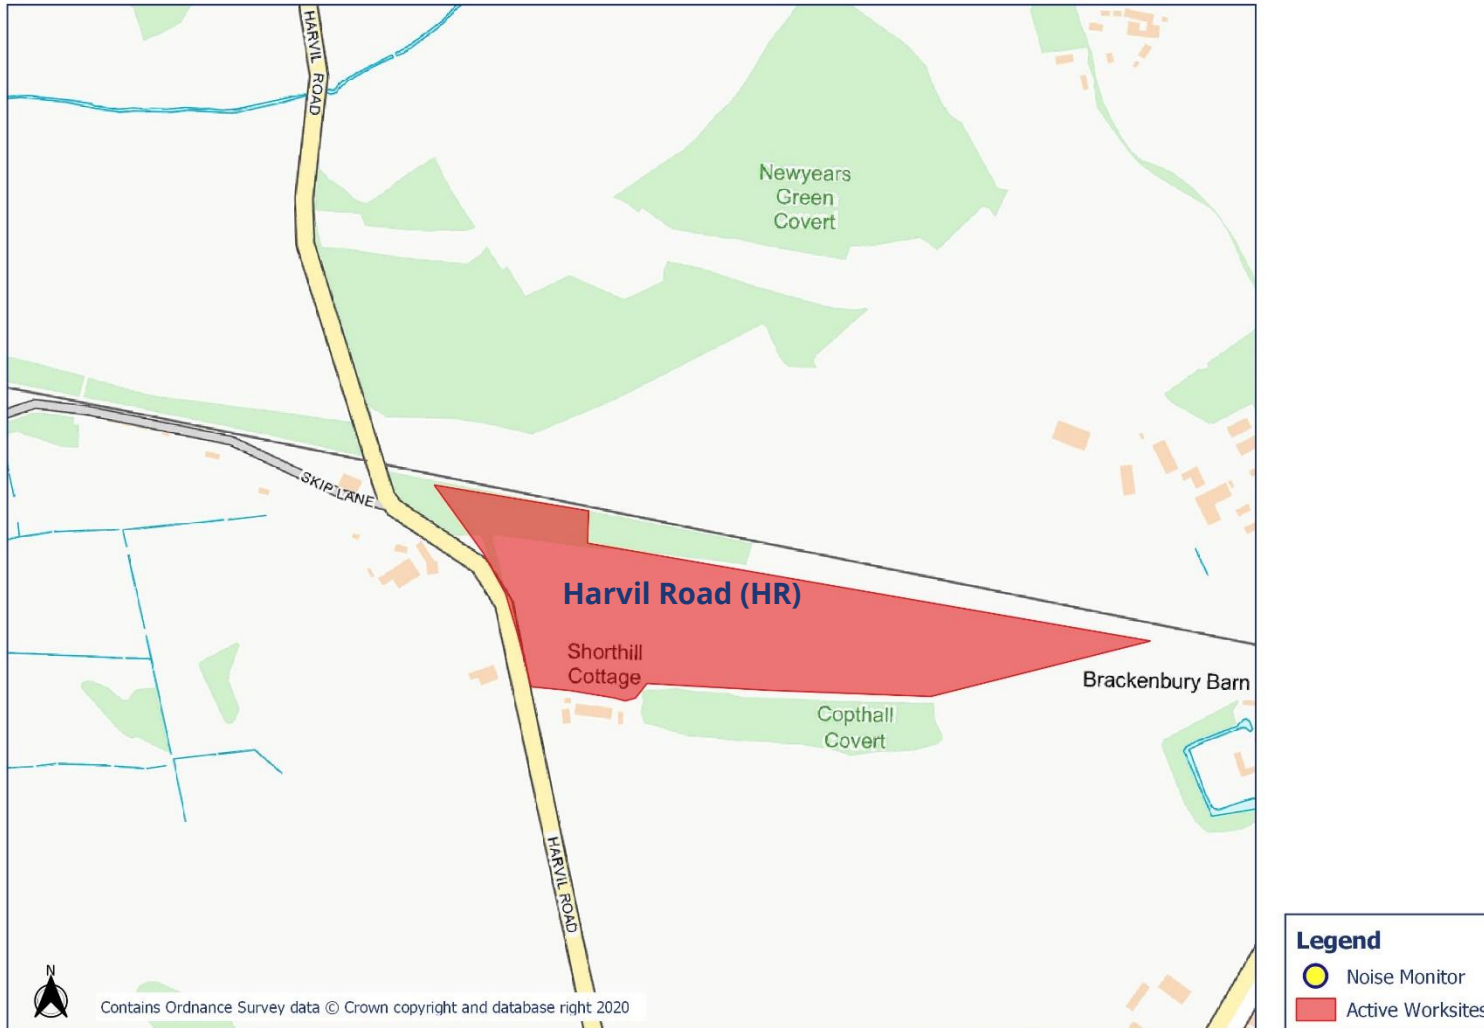 HARVIL ROAD
Newyears
Green
Covert
SKIP LANE
Harvil Road (HR)
Shorthill
Cottage
Brackenbury Barn
Copthall
Covert
HARVIL ROAD
N
Contains Ordnance Survey data © Crown copyright and database right 2020
Legend
Noise Monitor
Active Worksites